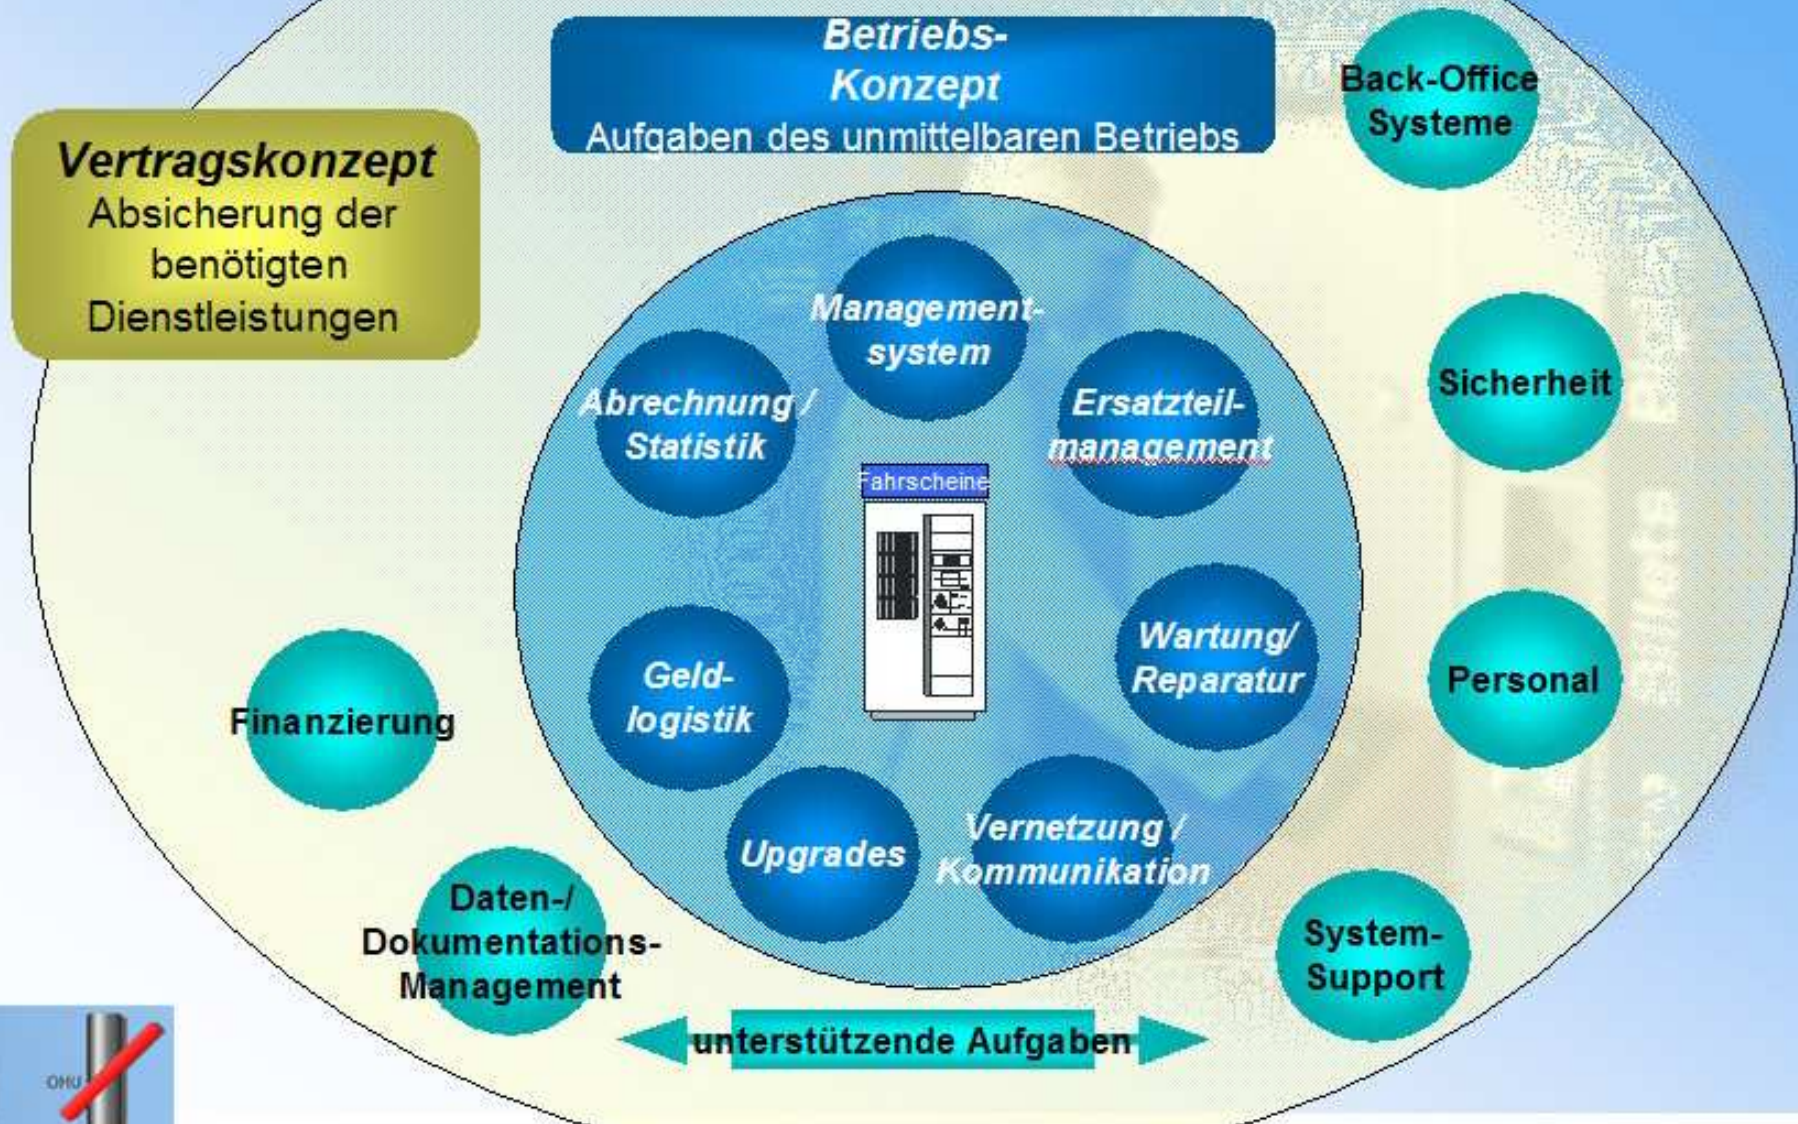 Betriebs-
Konzept
Aufgaben des unmittelbaren Betriebs
Back-Office
Systeme
Vertragskonzept
Absicherung der
benötigten
Dienstleistungen
Management-
system
Abrechnung /
Statistik
Ersatzteil-
management
Sicherheit
Fahrscheine
Wartung/
Reparatur
Personal
Geld-
logistik
Finanzierung
Upgrades
Vernetzung /
Kommunikation
Daten-/
Dokumentations-
Management
System-
Support
unterstützende Aufgaben
OHU
Billets